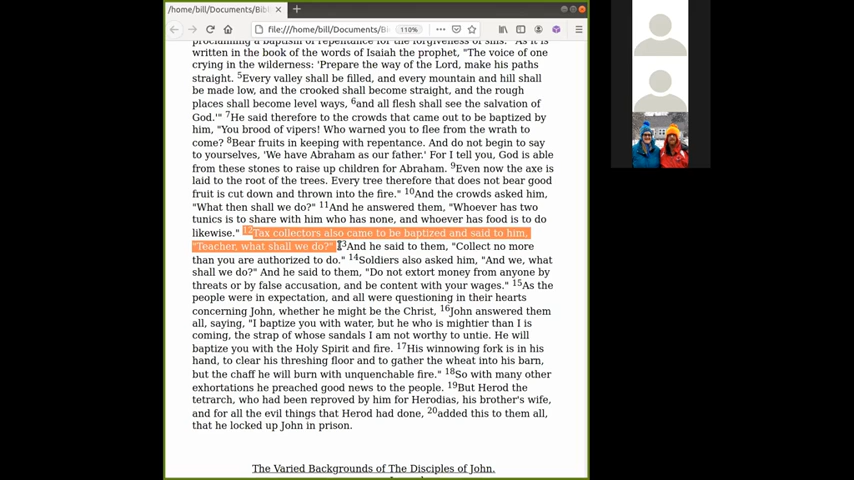 /home/bill/Documents/Bibl
file:///home/bill/Documents/Bi
110%
proclaiming a baptism of repentance for the forgiveness of sins. As it is
written in the book of the words of Isaiah the prophet, "The voice of one
crying in the wilderness: 'Prepare the way of the Lord, make his paths
straight. 5Every valley shall be filled, and every mountain and hill shall
be made low, and the crooked shall become straight, and the rough
places shall become level ways, 6and all flesh shall see the salvation of
God.'" 7He said therefore to the crowds that came out to be baptized by
him, "You brood of vipers! Who warned you to flee from the wrath to
come? 8Bear fruits in keeping with repentance. And do not begin to say
to yourselves, 'We have Abraham as our father.' For I tell you, God is able
from these stones to raise up children for Abraham. 9Even now the axe is
laid to the root of the trees. Every tree therefore that does not bear good
fruit is cut down and thrown into the fire." 10And the crowds asked him,
"What then shall we do?" 11And he answered them, "Whoever has two
tunics is to share with him who has none, and whoever has food is to do
likewise." 12Tax collectors also came to be baptized and said to him,
"Teacher, what shall we do?" 13And he said to them, "Collect no more
than you are authorized to do." 14Soldiers also asked him, "And we, what
shall we do?" And he said to them, "Do not extort money from anyone by
threats or by false accusation, and be content with your wages." 15As the
people were in expectation, and all were questioning in their hearts
concerning John, whether he might be the Christ, 16John answered them
all, saying, "I baptize you with water, but he who is mightier than I is
coming, the strap of whose sandals I am not worthy to untie. He will
baptize you with the Holy Spirit and fire. 17His winnowing fork is in his
hand, to clear his threshing floor and to gather the wheat into his barn,
but the chaff he will burn with unquenchable fire." 18So with many other
exhortations he preached good news to the people. 19But Herod the
tetrarch, who had been reproved by him for Herodias, his brother's wife,
and for all the evil things that Herod had done, 20added this to them all,
that he locked up John in prison.
The Varied Backgrounds of The Disciples of John.